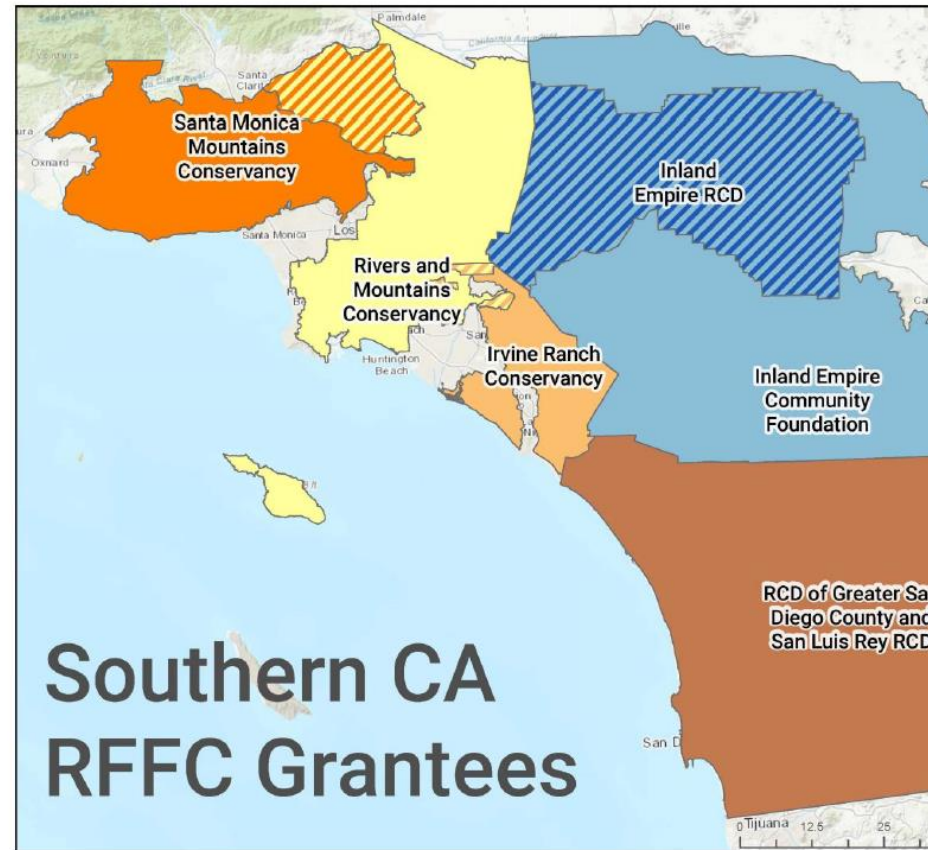 Palmdale
Santa
Santa Monica
Mountains
Conservancy
Oxnard
Inland
Empire RCD
Santa Monica
Los
Rivers and
Mountains
Conservancy
Huntington
Beach
Irvine Ranch
Conservancy
Inland Empire
Community
Foundation
RCD of Greater Sa
Diego County and
San Luis Rey RCD
Southern CA
RFFC Grantees
San D
Tijuana
0 12.5 25